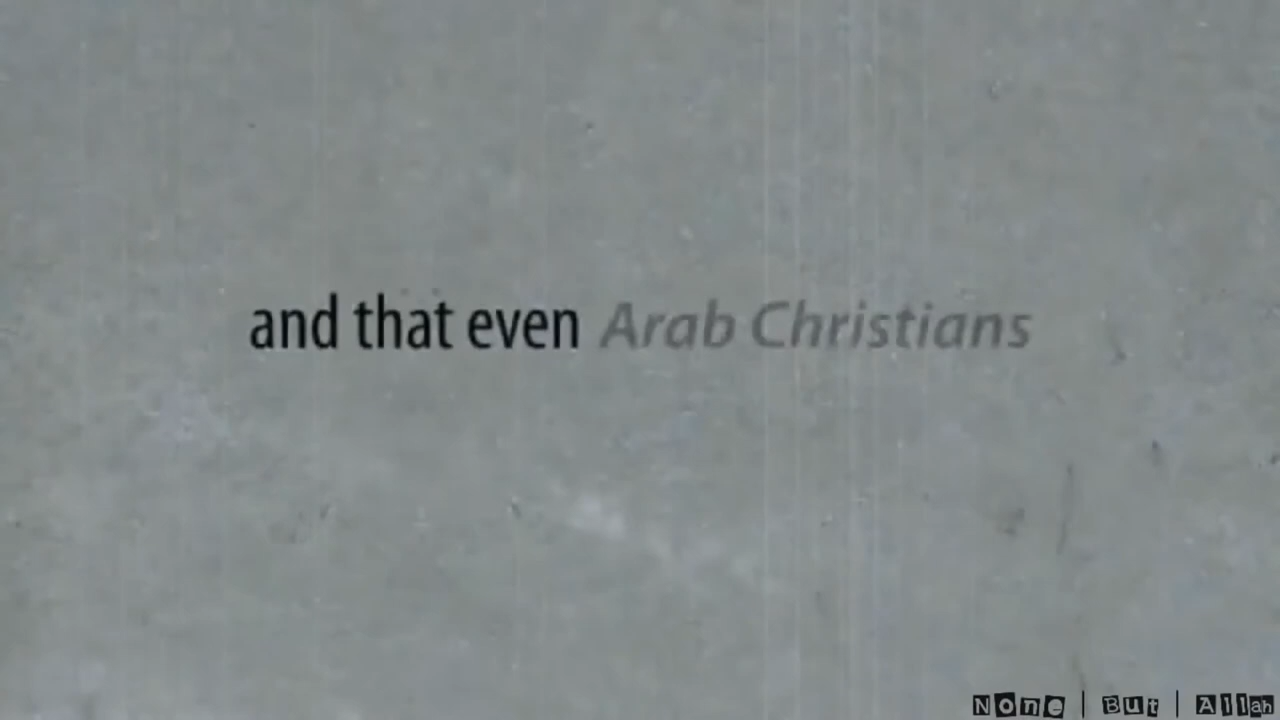 and that even Arab Christians
None | But | Allah